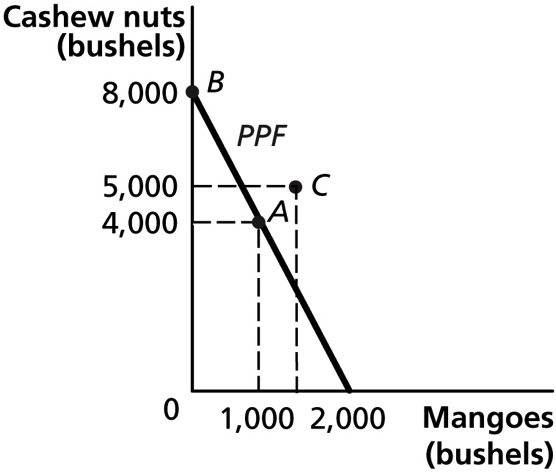 Cashew nuts
(bushels)
8,000
B
PPF
5,000
C
4,000
A
0
1,000
2,000
Mangoes
(bushels)